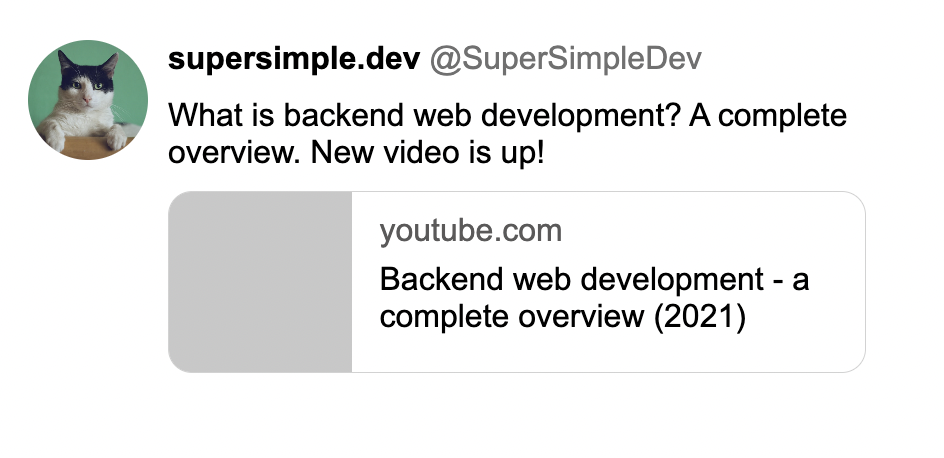 supersimple.dev @SuperSimpleDev
What is backend web development? A complete
overview. New video is up!
youtube.com
Backend web development - a
complete overview (2021)